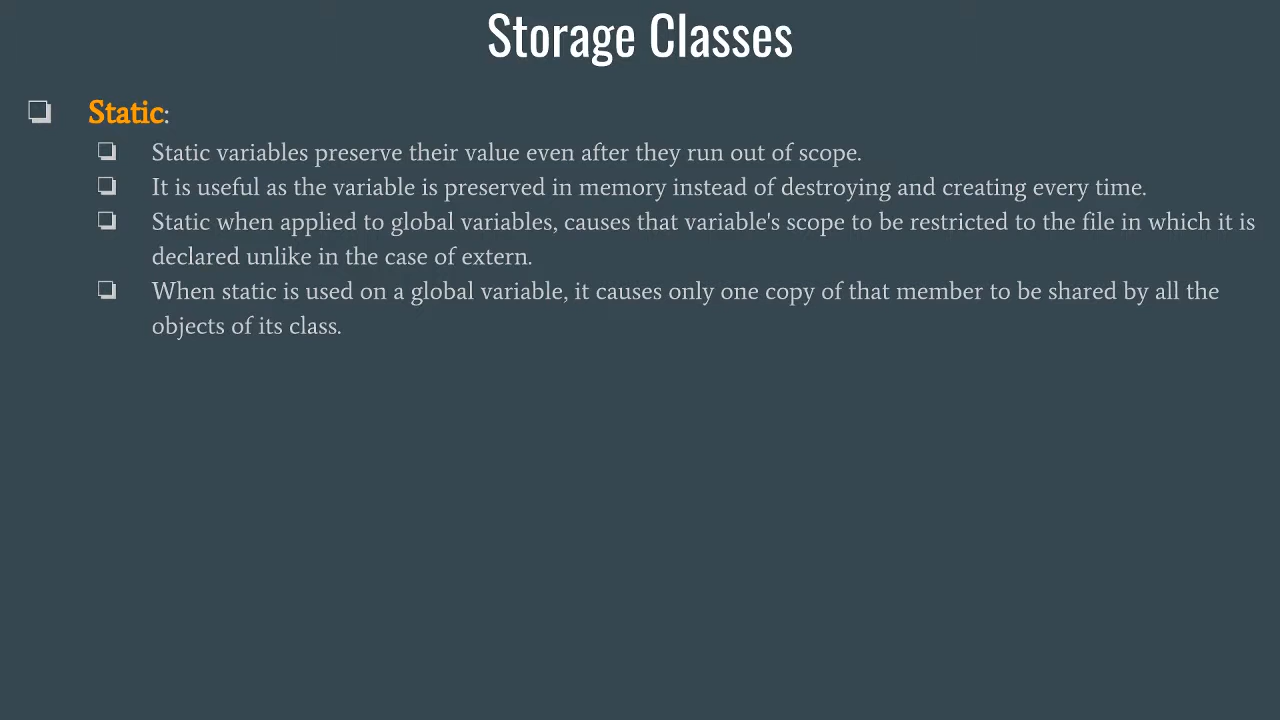 Storage Classes
Static:
Static variables preserve their value even after they run out of scope.
It is useful as the variable is preserved in memory instead of destroying and creating every time.
Static when applied to global variables, causes that variable's scope to be restricted to the file in which it is
declared unlike in the case of extern.
When static is used on a global variable, it causes only one copy of that member to be shared by all the
objects of its class.